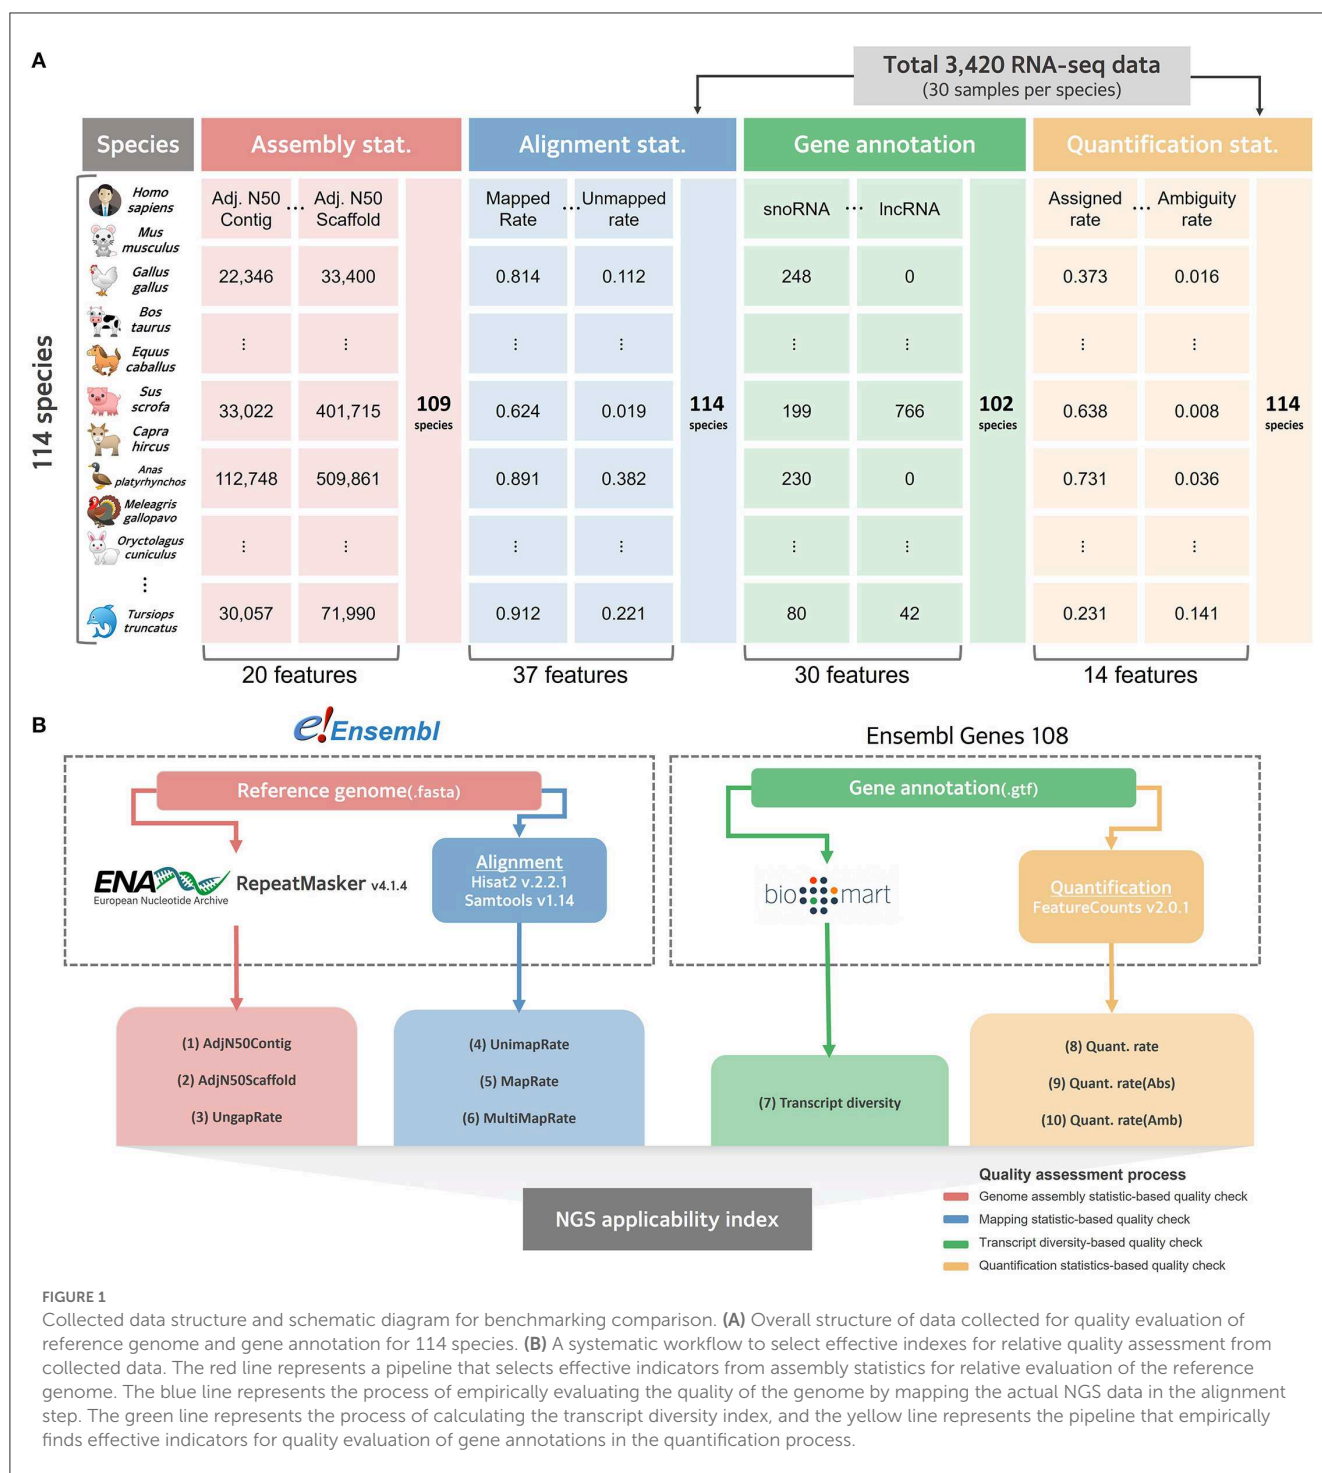 A
Total 3,420 RNA-seq data
(30 samples per species)
Species
Assembly stat.
Alignment stat.
Gene annotation
Quantification stat.
114 species
Homo
sapiens
Mus
musculus
Gallus
gallus
Bos
taurus
Equus
caballus
Sus
scrofa
Capra
hircus
Anas
platyrhynchos
Meleagris
gallopavo
Oryctolagus
cuniculus
⋮
Tursiops
truncatus
Adj. N50
Contig
...
Adj. N50
Scaffold
22,346 33,400
⋮ ⋮
33,022 401,715
112,748 509,861
⋮ ⋮
30,057 71,990
109
species
20 features
Mapped
Rate
...
Unmapped
rate
0.814 0.112
⋮ ⋮
0.624 0.019
0.891 0.382
⋮ ⋮
0.912 0.221
114
species
37 features
snoRNA ... lncRNA
248 0
⋮ ⋮
199 766
230 0
⋮ ⋮
80 42
102
species
30 features
Assigned
rate
...
Ambiguity
rate
0.373 0.016
⋮ ⋮
0.638 0.008
0.731 0.036
⋮ ⋮
0.231 0.141
114
species
14 features
B
e!Ensembl
Reference genome(.fasta)
ENA
European Nucleotide Archive
RepeatMasker v4.1.4
Alignment
Hisat2 v.2.2.1
Samtools v1.14
Ensembl Genes 108
Gene annotation(.gtf)
bio mart
Quantification
FeatureCounts v2.0.1
(1) AdjN50Contig
(2) AdjN50Scaffold
(3) UngapRate
(4) UnimapRate
(5) MapRate
(6) MultiMapRate
(7) Transcript diversity
(8) Quant. rate
(9) Quant. rate(Abs)
(10) Quant. rate(Amb)
NGS applicability index
Quality assessment process
Genome assembly statistic-based quality check
Mapping statistic-based quality check
Transcript diversity-based quality check
Quantification statistics-based quality check
FIGURE 1
Collected data structure and schematic diagram for benchmarking comparison. (A) Overall structure of data collected for quality evaluation of
reference genome and gene annotation for 114 species. (B) A systematic workflow to select effective indexes for relative quality assessment from
collected data. The red line represents a pipeline that selects effective indicators from assembly statistics for relative evaluation of the reference
genome. The blue line represents the process of empirically evaluating the quality of the genome by mapping the actual NGS data in the alignment
step. The green line represents the process of calculating the transcript diversity index, and the yellow line represents the pipeline that empirically
finds effective indicators for quality evaluation of gene annotations in the quantification process.